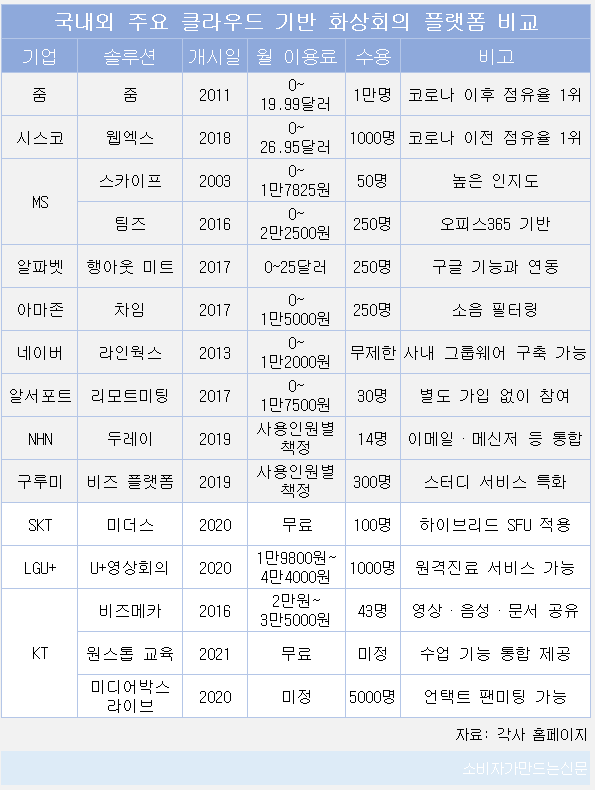 국내외 주요 클라우드 기반 화상회의 플랫폼 비교
기업 솔루션 개시일 월 이용료 수용 비고
줌 줌 2011 0~ 19.99달러 1만명 코로나 이후 점유율 1위
시스코 웹엑스 2018 0~ 26.95달러 1000명 코로나 이전 점유율 1위
MS 스카이프 2003 0~ 1만7825원 50명 높은 인지도
팀즈 2016 0~ 2만2500원 250명 오피스365 기반
알파벳 행아웃 미트 2017 0~25달러 250명 구글 기능과 연동
아마존 차임 2017 0~ 1만5000원 250명 소음 필터링
네이버 라인웍스 2013 0~ 1만2000원 무제한 사내 그룹웨어 구축 가능
알서포트 리모트미팅 2017 0~ 1만7500원 30명 별도 가입 없이 참여
NHN 두레이 2019 사용인원별 책정 14명 이메일·메신저 등 통합
구루미 비즈 플랫폼 2019 사용인원별 책정 300명 스터디 서비스 특화
SKT 미더스 2020 무료 100명 하이브리드 SFU 적용
LGU+ U+영상회의 2020 1만9800원~ 4만4000원 1000명 원격진료 서비스 가능
KT 비즈메카 2016 2만원~ 3만5000원 43명 영상·음성·문서 공유
원스톱 교육 2021 무료 미정 수업 기능 통합 제공
미디어박스 라이브 2020 미정 5000명 언택트 팬미팅 가능
자료: 각사 홈페이지
소비자가만드는신문